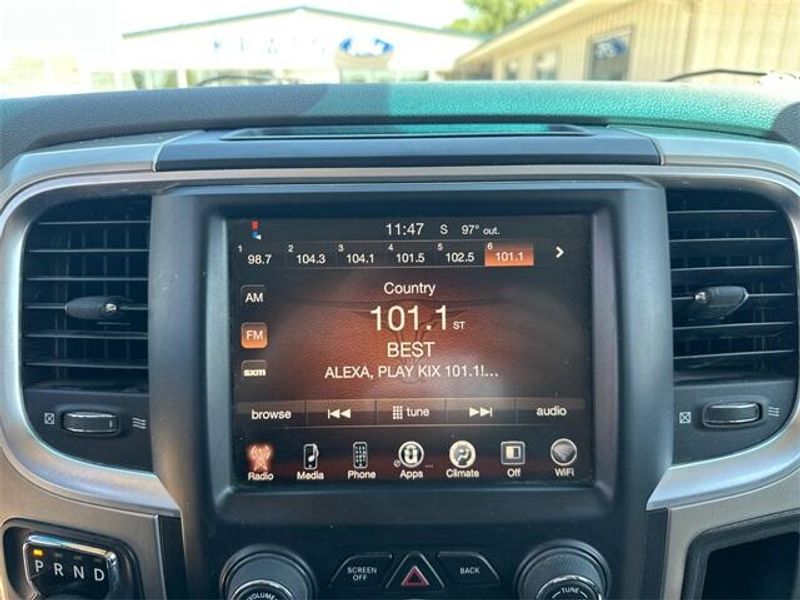 KEATS
11:47 S 97° out.
1 2 3 4 5 6
98.7 104.3 104.1 101.5 102.5 101.1
AM
FM
sxm
Country
101.1 ST
BEST
ALEXA, PLAY KIX 101.1!...
browse tune audio
Radio Media Phone Apps Climate Off WiFi
P R N D
SCREEN OFF
BACK
VOLUME
TUNE